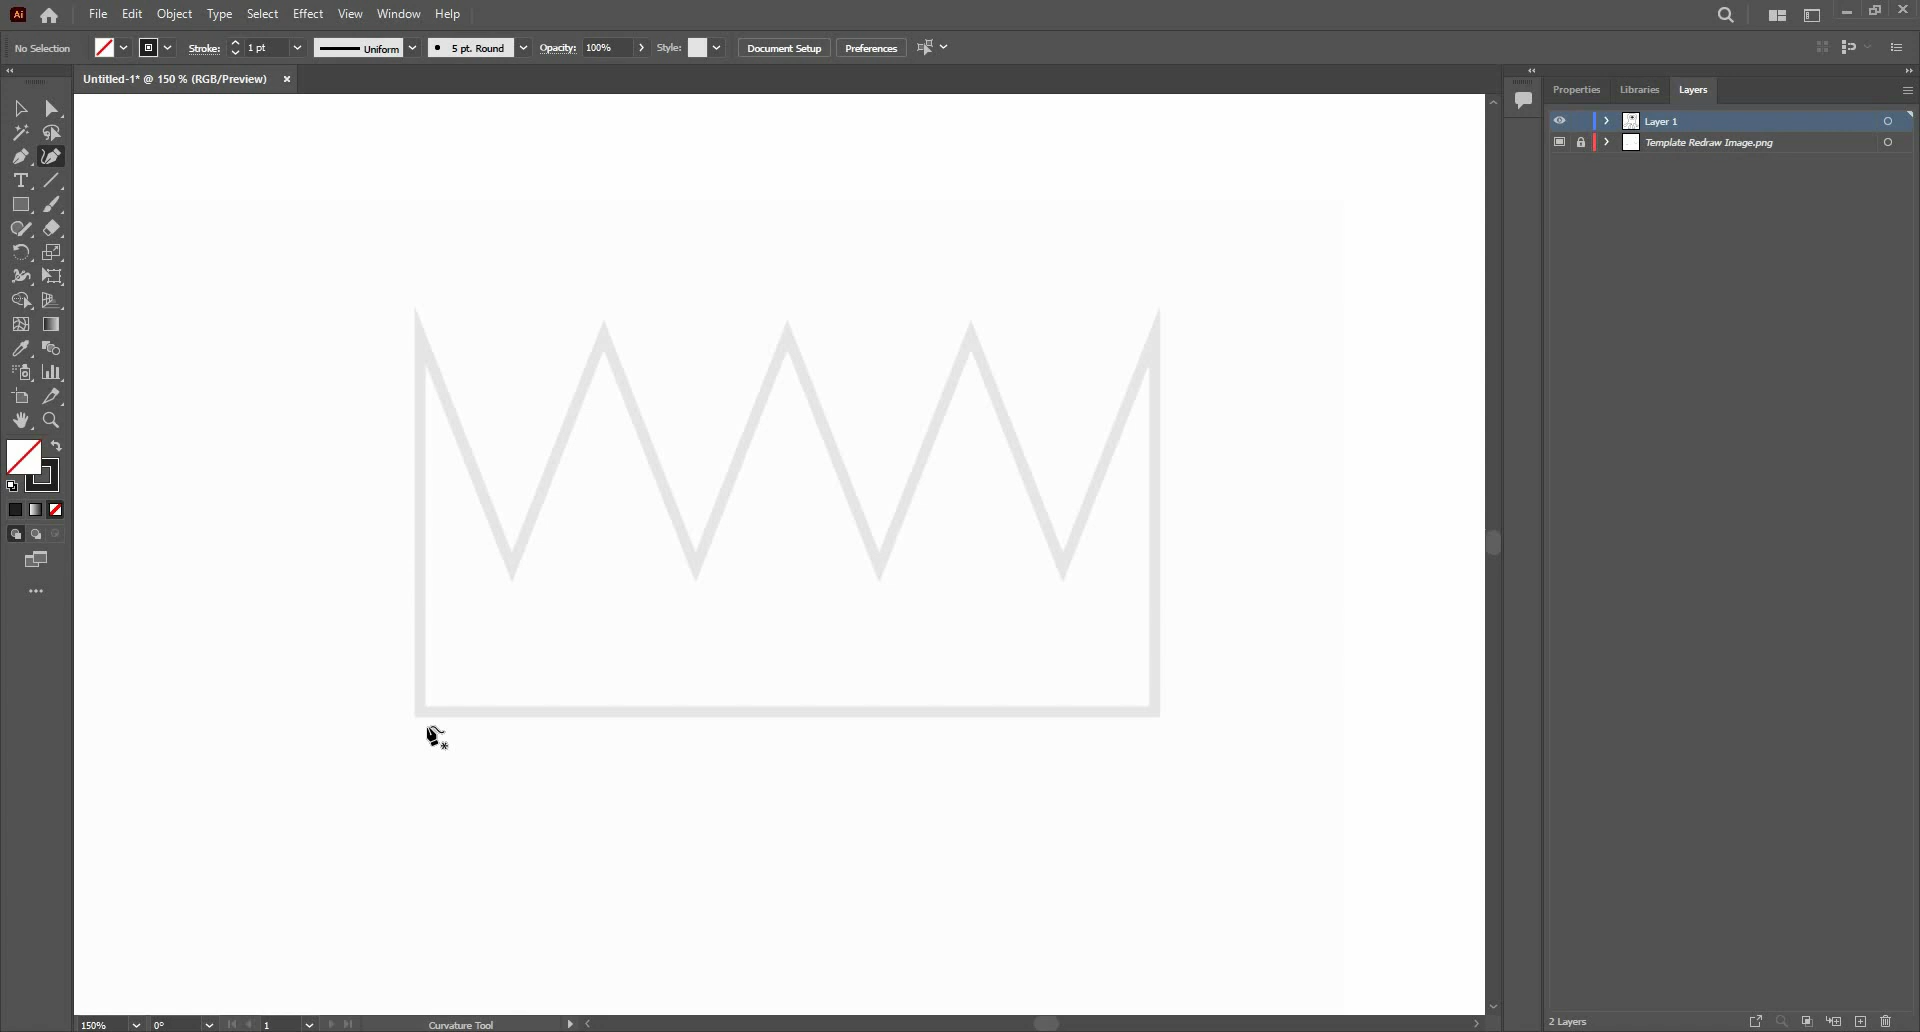 Ai File Edit Object Type Select Effect View Window Help
No Selection Stroke: 1 pt Uniform 5 pt. Round Opacity: 100% Style: Document Setup Preferences
Untitled-1* @ 150 % (RGB/Preview)
Properties Libraries Layers
Layer 1
Template Redraw Image.png
150% 0° 1 Curvature Tool
2 Layers